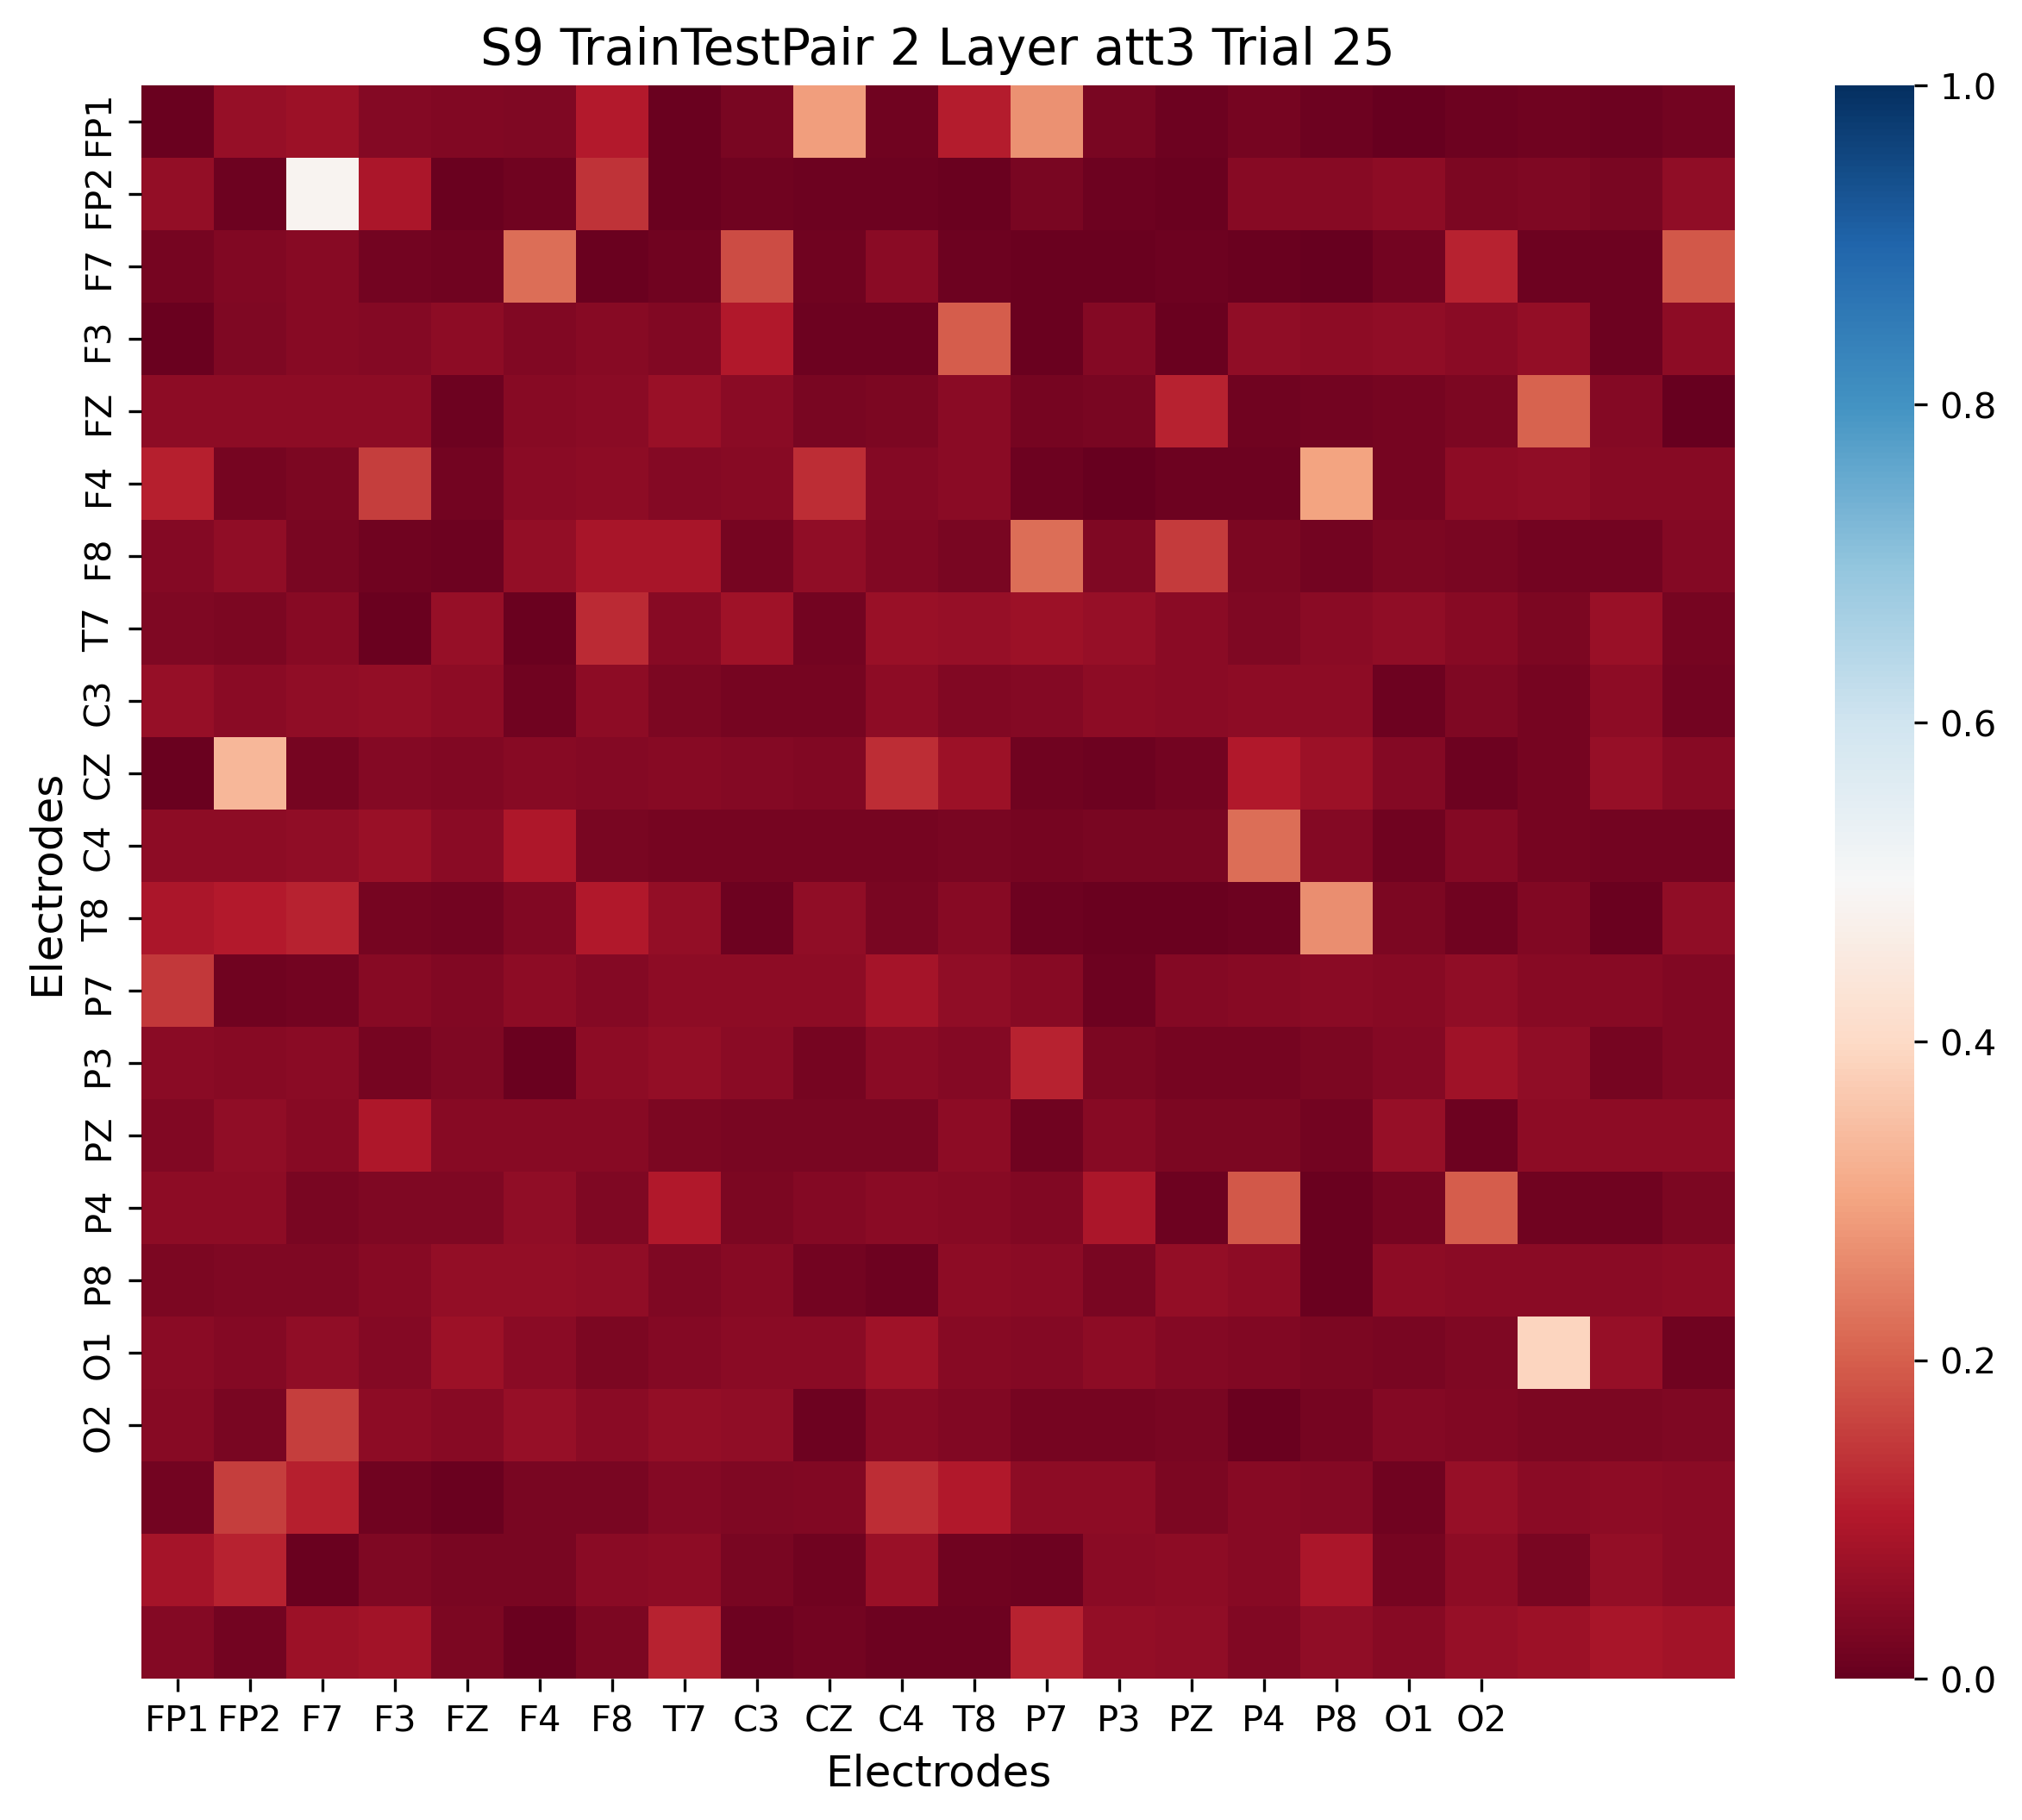 S9 TrainTestPair 2 Layer att3 Trial 25
Electrodes
FP1
FP2
F7
F3
FZ
F4
F8
T7
C3
CZ
C4
T8
P7
P3
PZ
P4
P8
O1
O2
FP1 FP2 F7 F3 FZ F4 F8 T7 C3 CZ C4 T8 P7 P3 PZ P4 P8 O1 O2
Electrodes
1.0
0.8
0.6
0.4
0.2
0.0